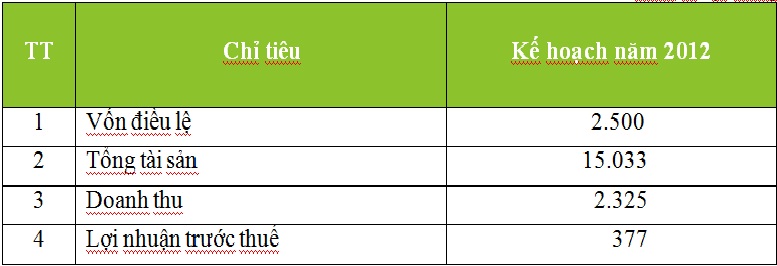 TT Chỉ tiêu Kế hoạch năm 2012
1 Vốn điều lệ 2.500
2 Tổng tài sản 15.033
3 Doanh thu 2.325
4 Lợi nhuận trước thuế 377